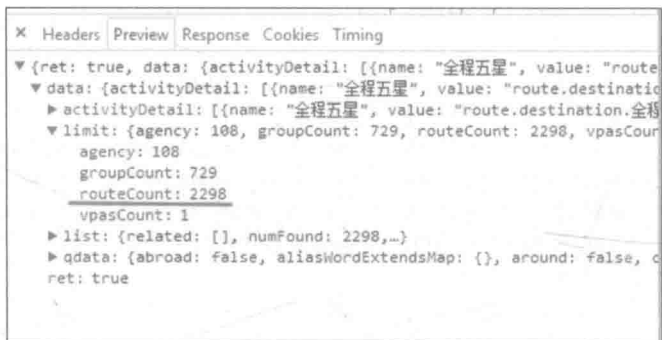 × Headers Preview Response Cookies Timing
▼{ret: true, data: {activityDetail: [{name: "全程五星", value: "route
▼data: {activityDetail: [{name: "全程五星", value: "route.destinatic
▶activityDetail: [{name: "全程五星", value: "route.destination.全程
▼limit: {agency: 108, groupCount: 729, routeCount: 2298, vpasCour
agency: 108
groupCount: 729
routeCount: 2298
vpasCount: 1
▶list: {related: [], numFound: 2298,…}
▶qdata: {abroad: false, aliasWordExtendsMap: {}, around: false, c
ret: true